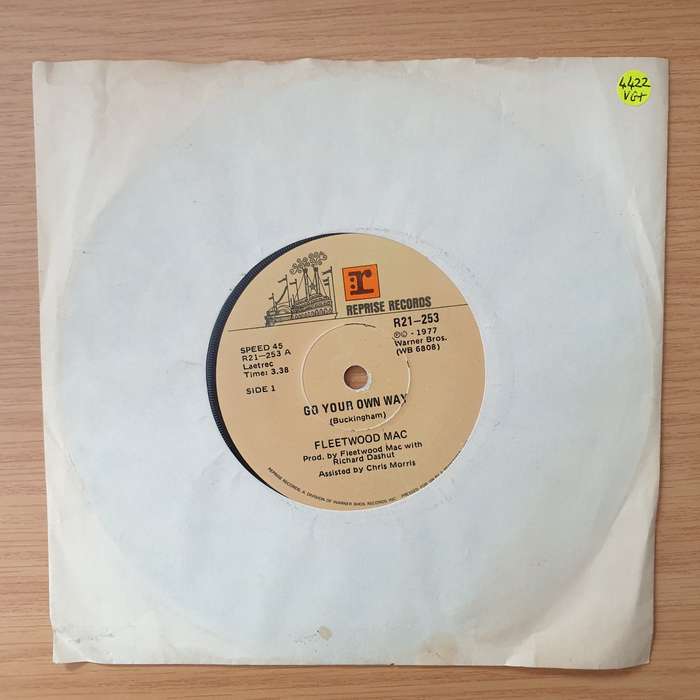 4422
VG+
r
REPRISE RECORDS
R21-253
℗© - 1977
Warner Bros.
(WB 6808)
SPEED 45
R21-253 A
Laetrec
Time: 3.38
SIDE 1
GO YOUR OWN WAY
(Buckingham)
FLEETWOOD MAC
Prod. by Fleetwood Mac with
Richard Dashut
Assisted by Chris Morris
REPRISE RECORDS, A DIVISION OF WARNER BROS RECORDS INC.